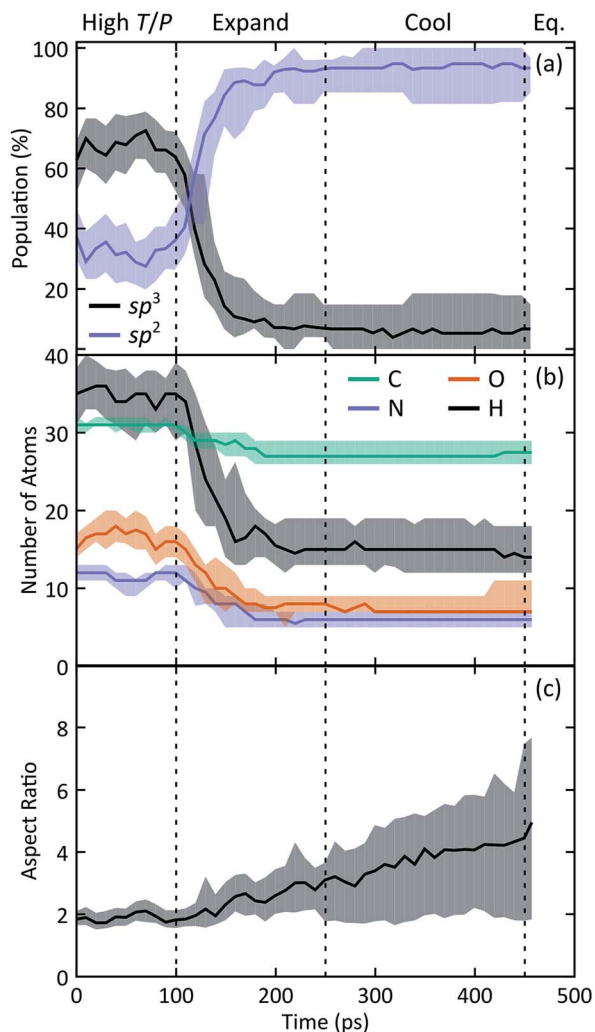 High T/P Expand Cool Eq.
100
(a)
80
60
40
20
Population (%)
sp³
sp²
40
(b)
C O
N H
30
20
10
0
Number of Atoms
(c)
8
6
4
2
0
Aspect Ratio
0 100 200 300 400 500
Time (ps)